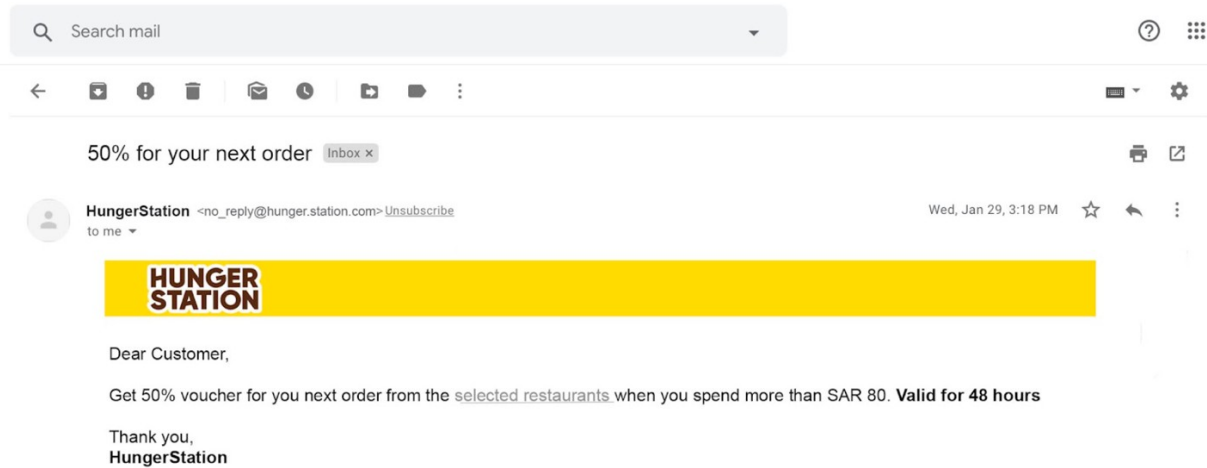 Search mail
50% for your next order Inbox ×
HungerStation <no_reply@hunger.station.com> Unsubscribe Wed, Jan 29, 3:18 PM
to me
HUNGER
STATION
Dear Customer,
Get 50% voucher for you next order from the selected restaurants when you spend more than SAR 80. Valid for 48 hours
Thank you,
HungerStation